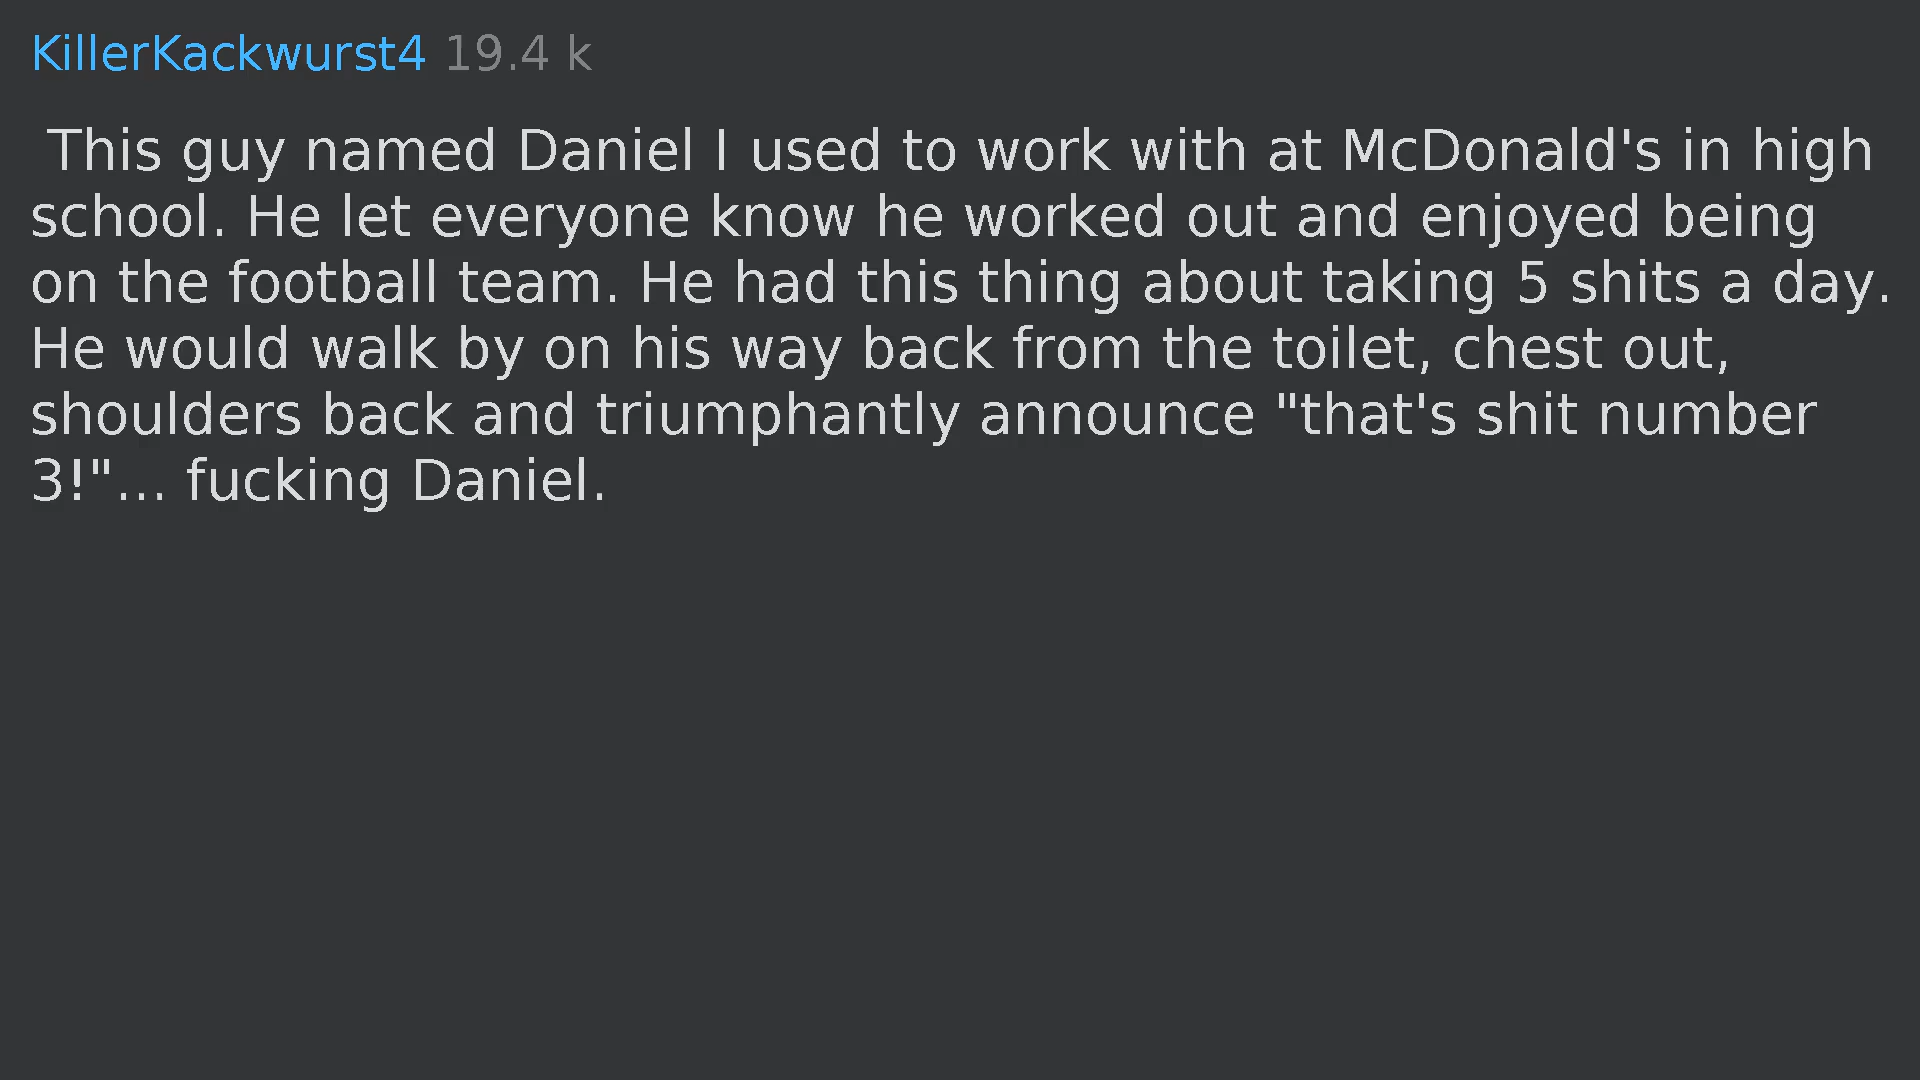 KillerKackwurst4 19.4 k
This guy named Daniel I used to work with at McDonald's in high
school. He let everyone know he worked out and enjoyed being
on the football team. He had this thing about taking 5 shits a day.
He would walk by on his way back from the toilet, chest out,
shoulders back and triumphantly announce "that's shit number
3!"... fucking Daniel.